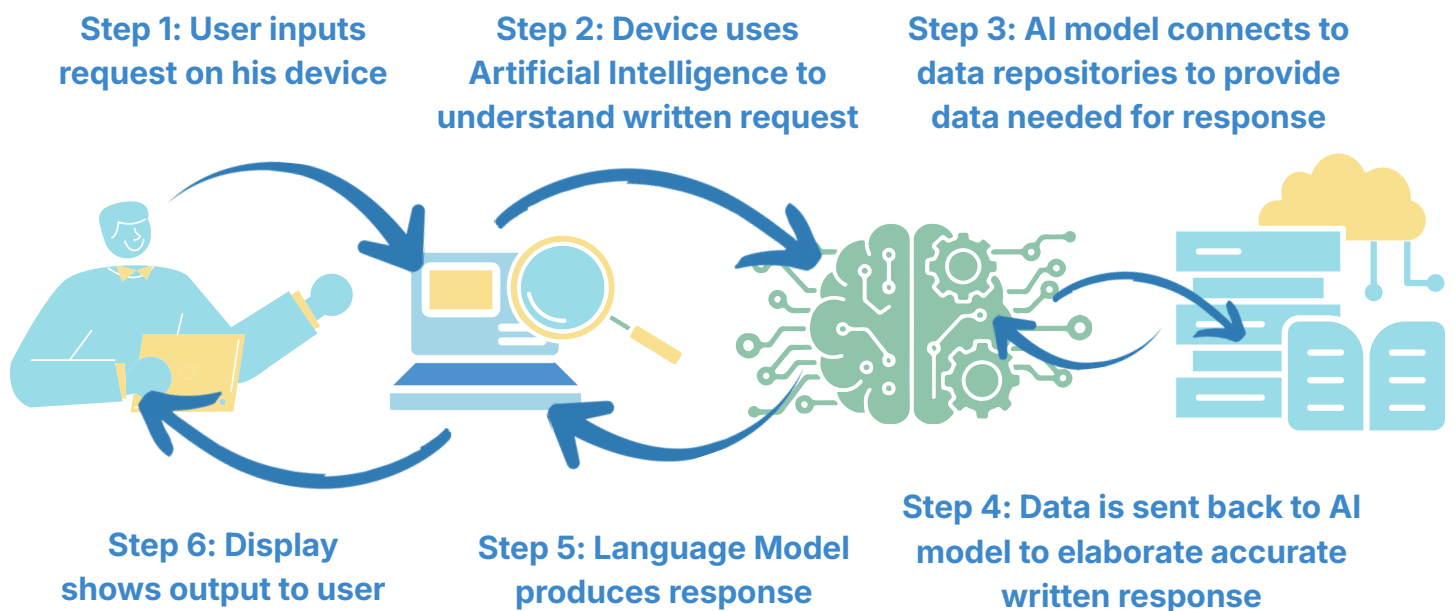 Step 1: User inputs
request on his device
Step 2: Device uses
Artificial Intelligence to
understand written request
Step 3: AI model connects to
data repositories to provide
data needed for response
Step 4: Data is sent back to AI
model to elaborate accurate
written response
Step 5: Language Model
produces response
Step 6: Display
shows output to user